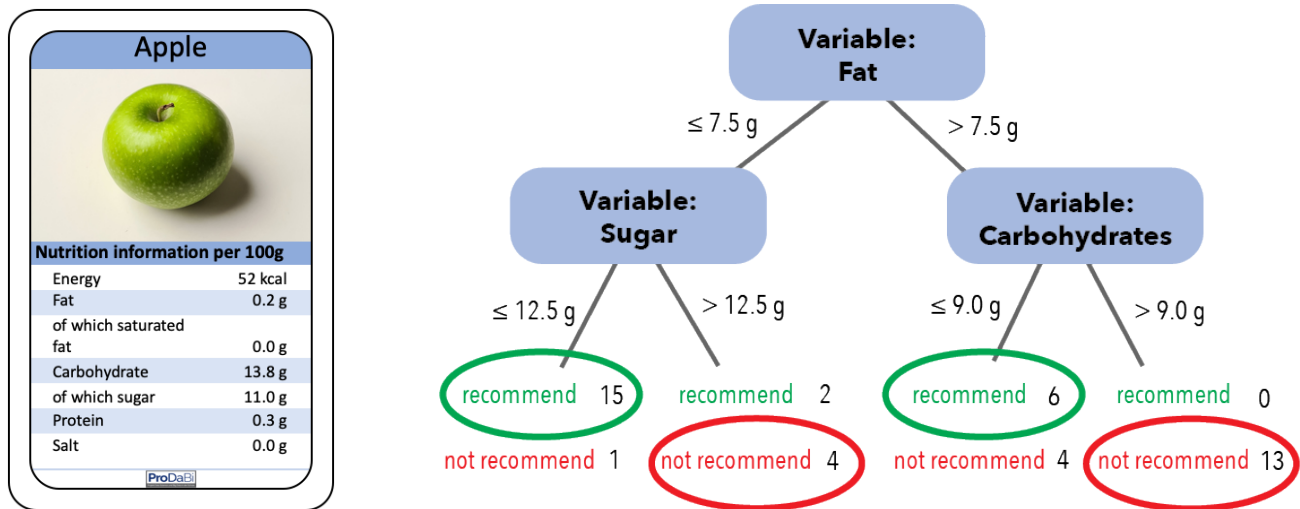 Apple
Nutrition information per 100g
Energy 52 kcal
Fat 0.2 g
of which saturated
fat 0.0 g
Carbohydrate 13.8 g
of which sugar 11.0 g
Protein 0.3 g
Salt 0.0 g
ProDaBi
Variable:
Fat
≤ 7.5 g > 7.5 g
Variable:
Sugar
Variable:
Carbohydrates
≤ 12.5 g > 12.5 g ≤ 9.0 g > 9.0 g
recommend 15 recommend 2 recommend 6 recommend 0
not recommend 1 not recommend 4 not recommend 4 not recommend 13